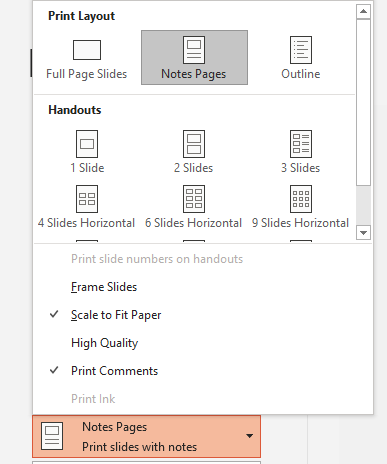 Print Layout
Full Page Slides
Notes Pages
Outline
Handouts
1 Slide
2 Slides
3 Slides
4 Slides Horizontal
6 Slides Horizontal
9 Slides Horizontal
Print slide numbers on handouts
Frame Slides
Scale to Fit Paper
High Quality
Print Comments
Print Ink
Notes Pages
Print slides with notes